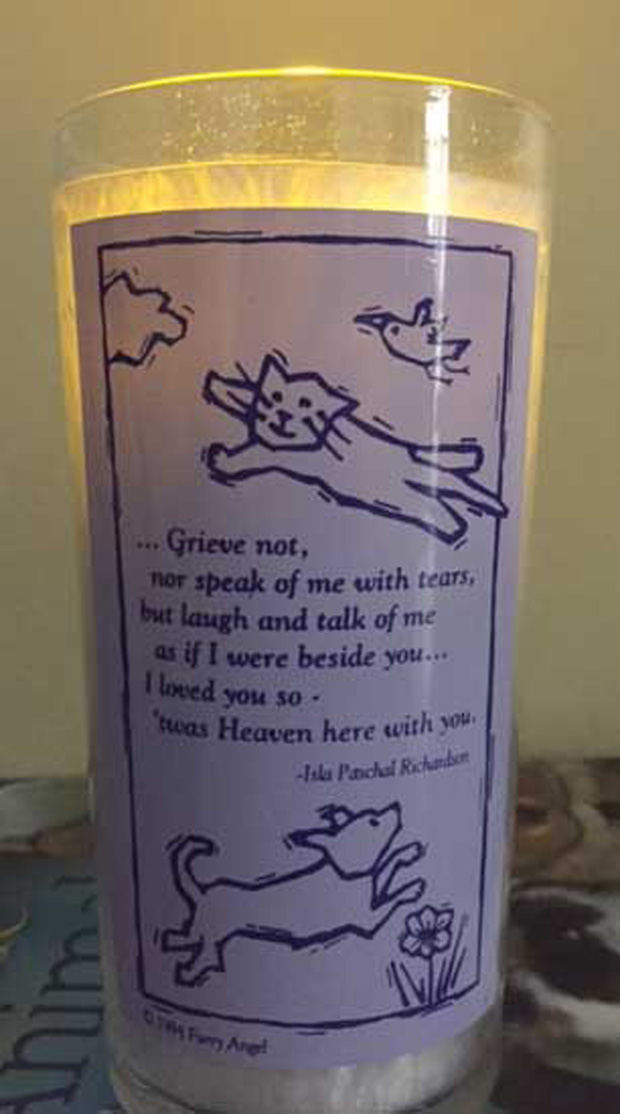 ... Grieve not,
nor speak of me with tears,
but laugh and talk of me
as if I were beside you...
I loved you so -
'twas Heaven here with you.
-Isla Paschal Richardson
© 1994 Furry Angel
nima